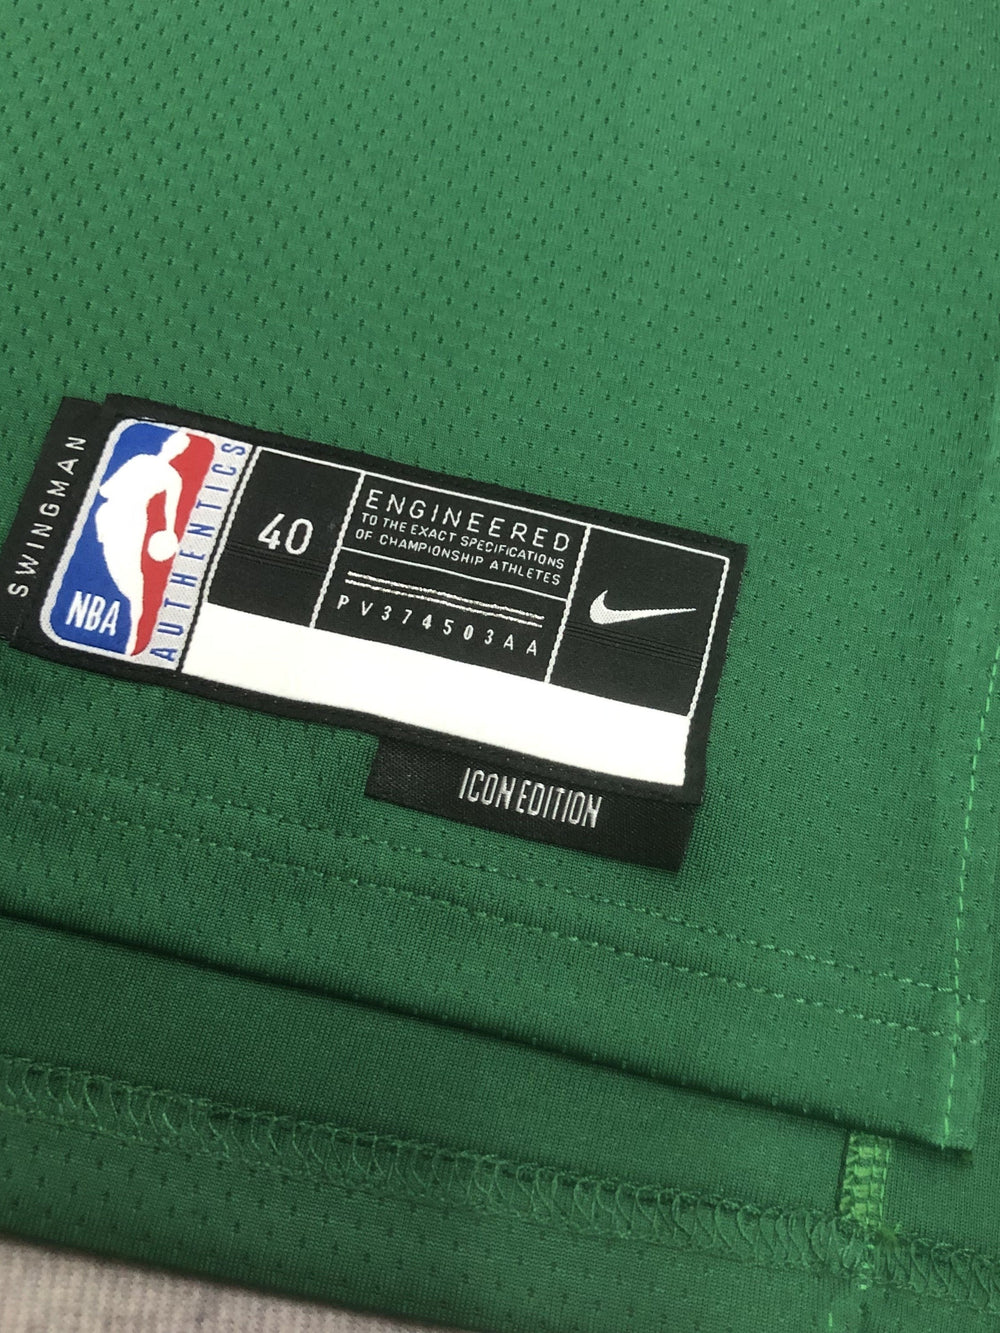 SWINGMAN
NBA
AUTHENTICS
40
ENGINEERED
TO THE EXACT SPECIFICATIONS
OF CHAMPIONSHIP ATHLETES
PV374503AA
ICON EDITION